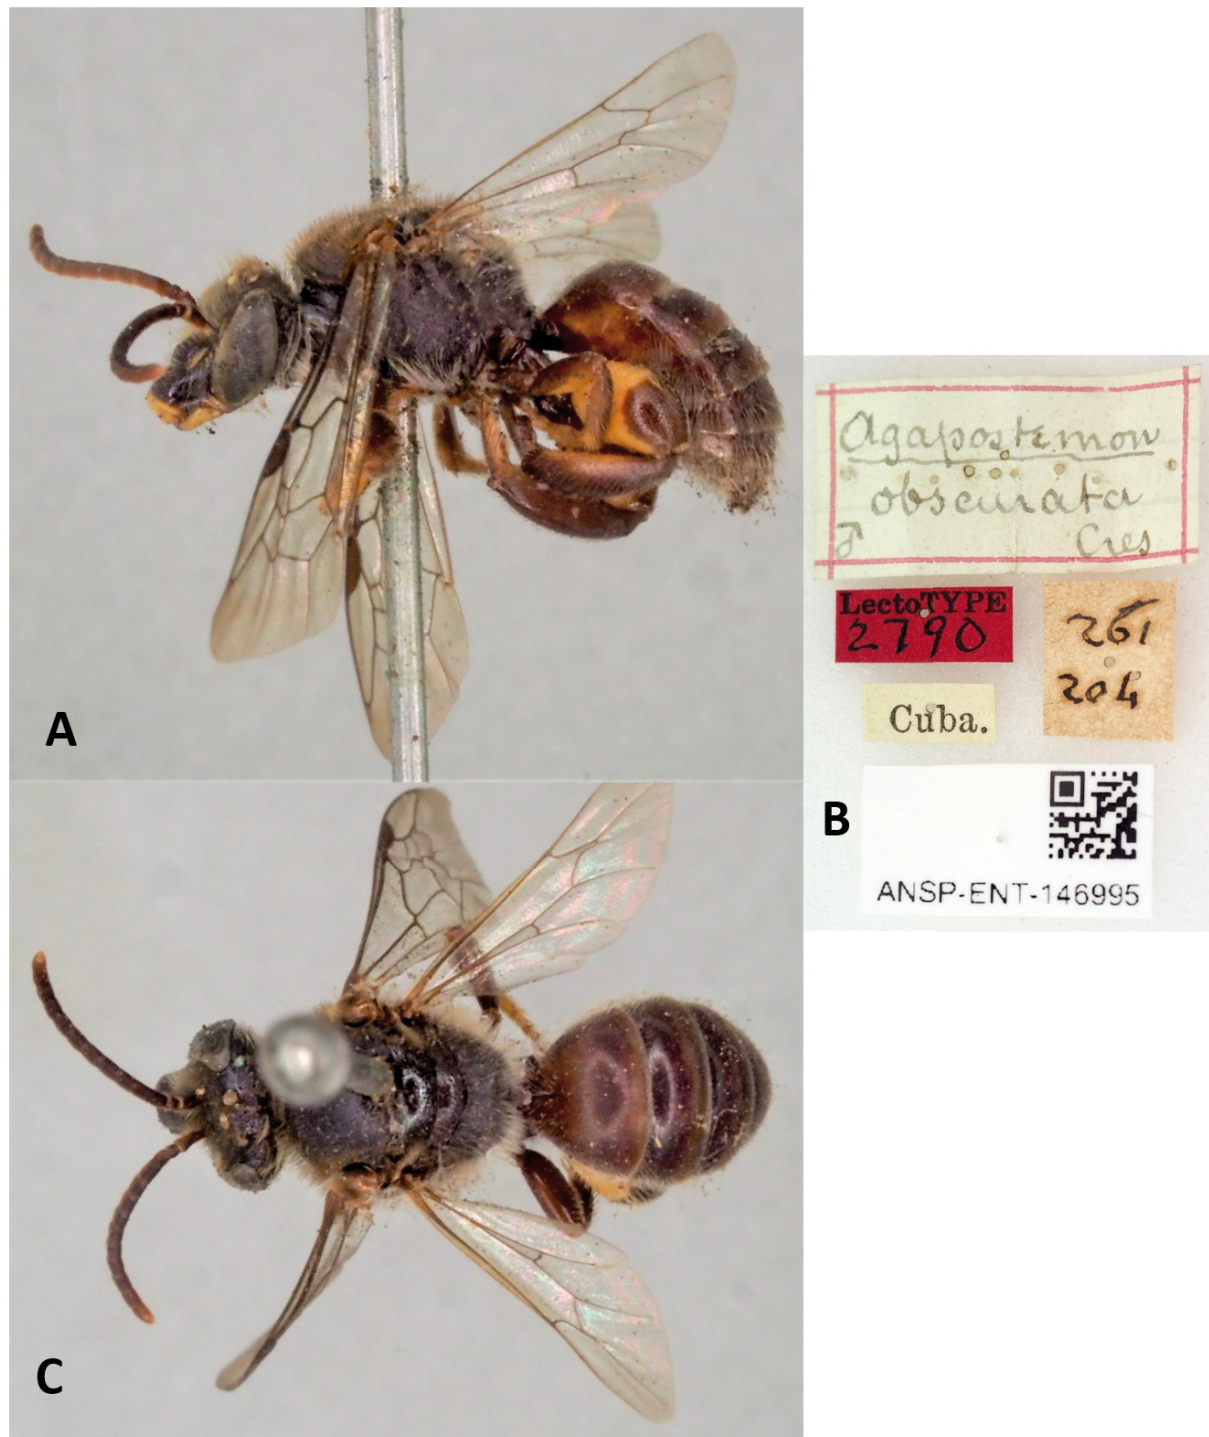 A
Agapostemon
obscurata
♂ Cres
LectoTYPE
2790
261
204
Cuba.
B
ANSP-ENT-146995
C